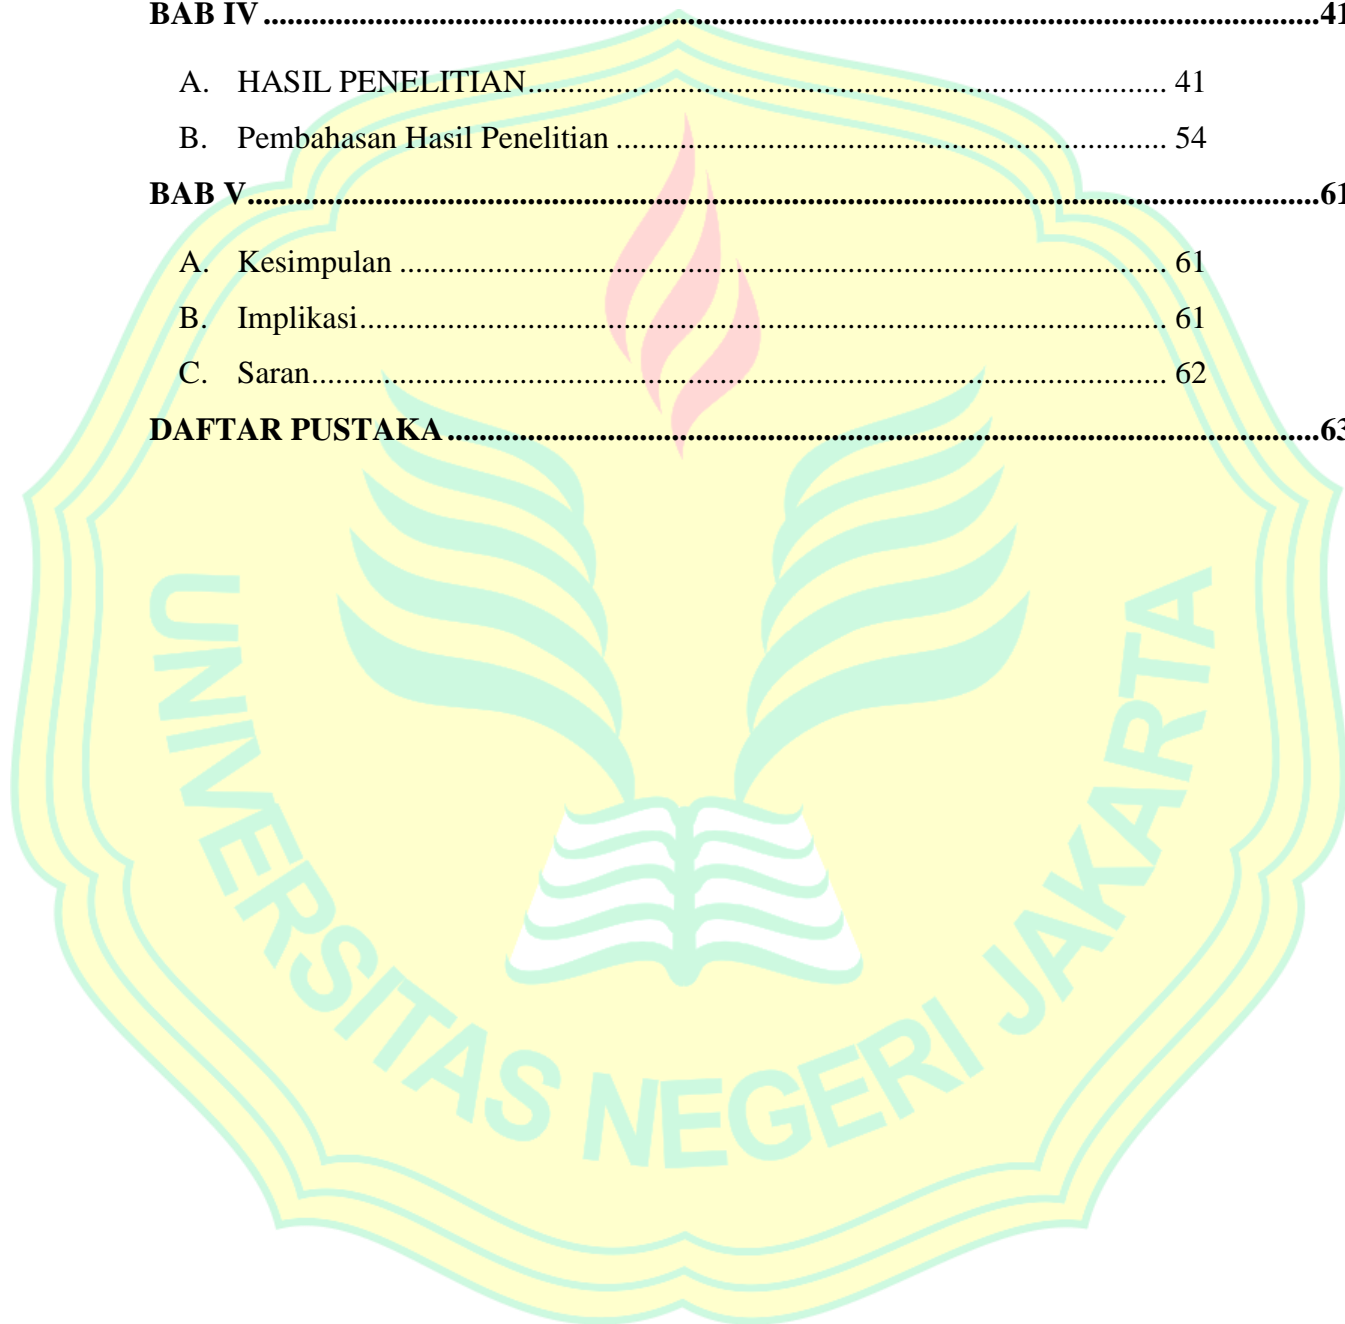 BAB IV ........................................................................................................................41
A. HASIL PENELITIAN................................................................................. 41
B. Pembahasan Hasil Penelitian ...................................................................... 54
BAB V..........................................................................................................................61
A. Kesimpulan ................................................................................................. 61
B. Implikasi...................................................................................................... 61
C. Saran............................................................................................................ 62
DAFTAR PUSTAKA ...................................................................................................63
UNIVERSITAS NEGERI JAKARTA